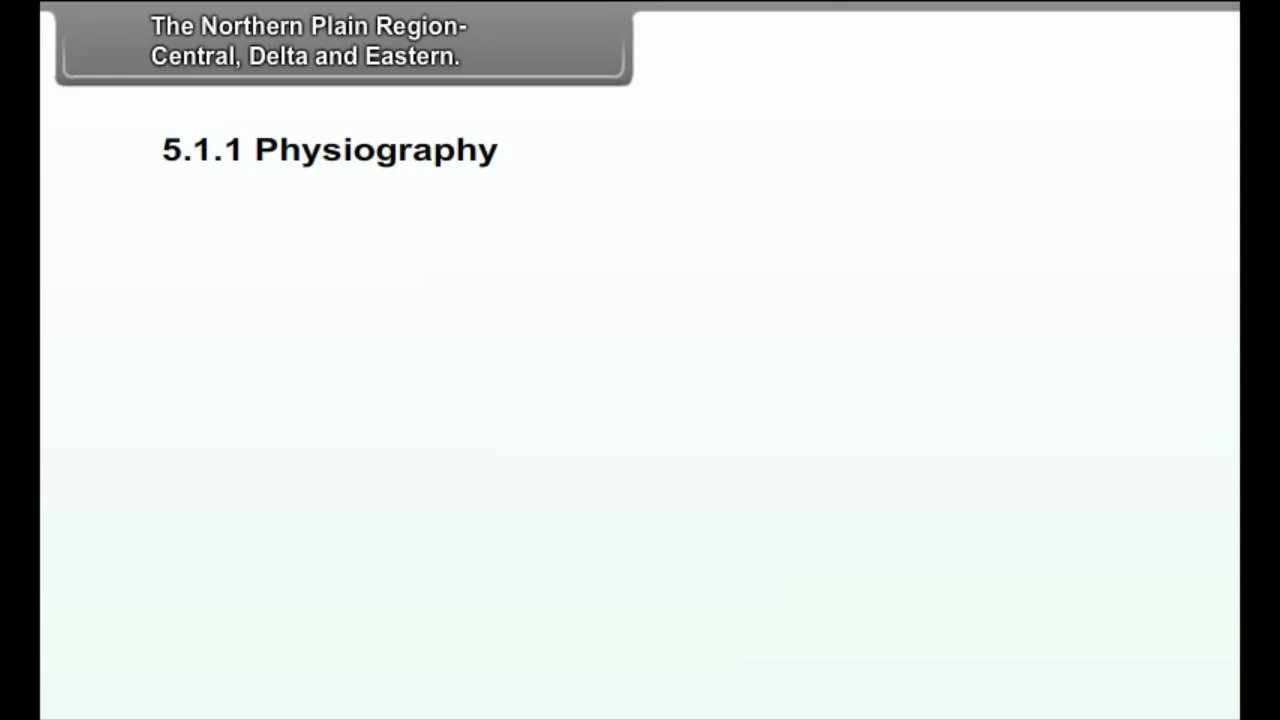 The Northern Plain Region-
Central, Delta and Eastern.
5.1.1 Physiography